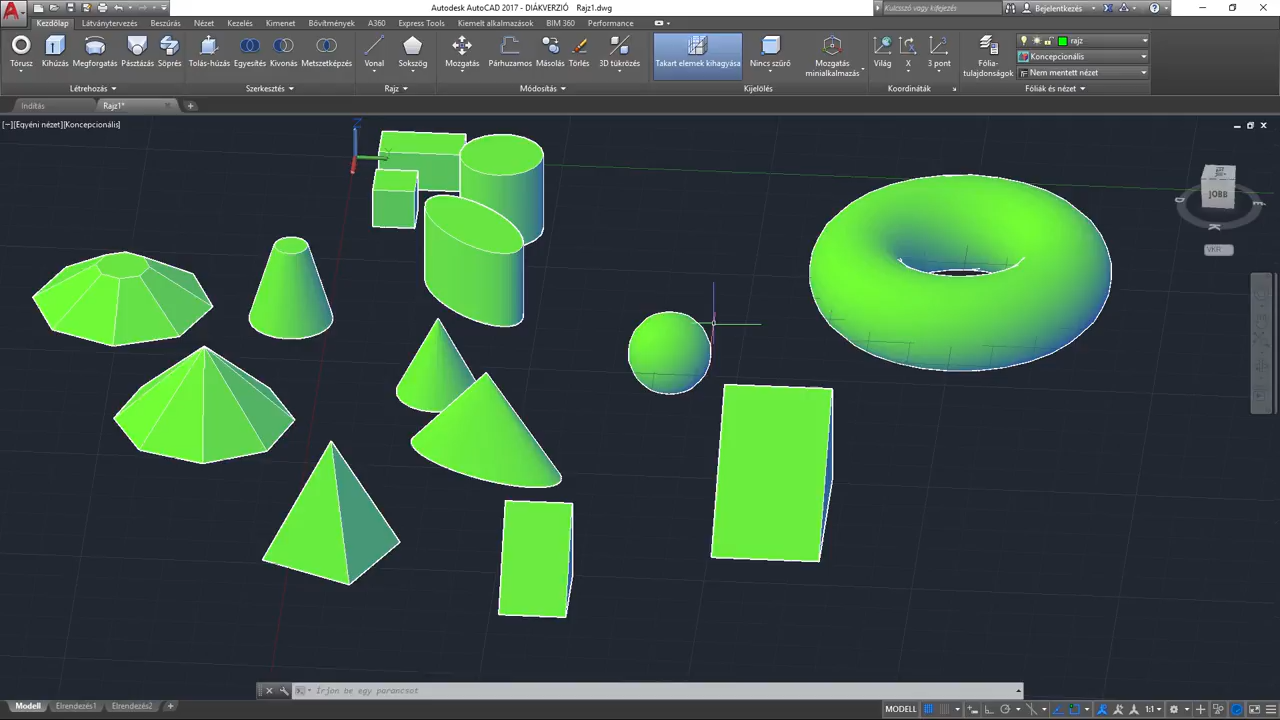 Autodesk AutoCAD 2017 - DIÁKVERZIÓ Rajz1.dwg
Kulcsszó vagy kifejezés
Bejelentkezés
Kezdőlap Látványtervezés Beszúrás Nézet Kezelés Kimenet Bővítmények A360 Express Tools Kiemelt alkalmazások BIM 360 Performance
Tórusz Kihúzás Megforgatás Pásztázás Söprés
Tolás-húzás Egyesítés Kivonás Metszetképzés
Vonal Sokszög
Mozgatás Párhuzamos Másolás Törlés 3D tükrözés
Takart elemek kihagyása Nincs szűrő Mozgatás minialkalmazás
Világ X 3 pont
Fólia-tulajdonságok
rajz
Konceptcionális
Nem mentett nézet
Létrehozás Szerkesztés Rajz Módosítás Kijelölés Koordináták Fóliák és nézet
Indítás Rajz1*
[−][Egyéni nézet][Koncepcionális]
Z
JOBB
VKR
Írjon be egy parancsot
Modell Elrendezés1 Elrendezés2
MODELL
1:1